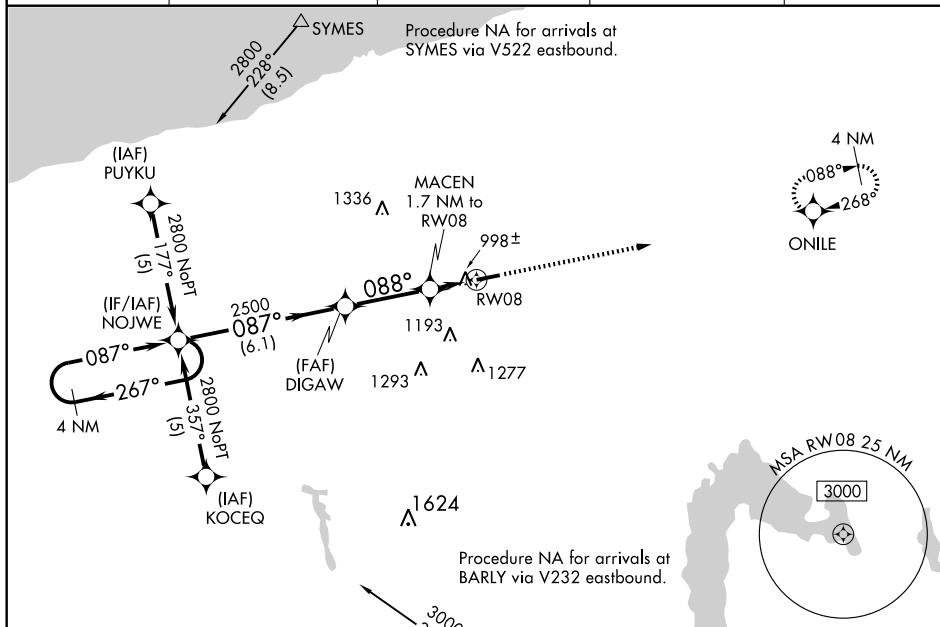 SYMES
Procedure NA for arrivals at
SYMES via V522 eastbound.
2800
228°
(8.5)
(IAF)
PUYKU
2800 NoPT
177°
(5)
4 NM
088°
268°
ONILE
MACEN
1.7 NM to
RW08
1336
998±
RW08
088°
(IF/IAF)
NOJWE
2500
087°
(6.1)
(FAF)
DIGAW
1193
1293
1277
087°
267°
4 NM
2800 NoPT
357°
(5)
(IAF)
KOCEQ
1624
Procedure NA for arrivals at
BARLY via V232 eastbound.
MSA RW08 25 NM
3000
3000